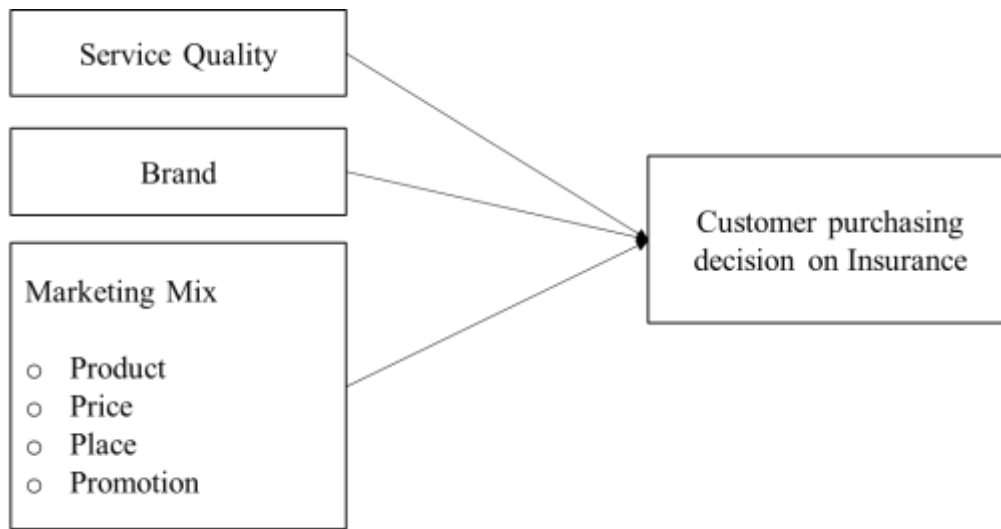 Service Quality
Brand
Marketing Mix
○ Product
○ Price
○ Place
○ Promotion
Customer purchasing
decision on Insurance